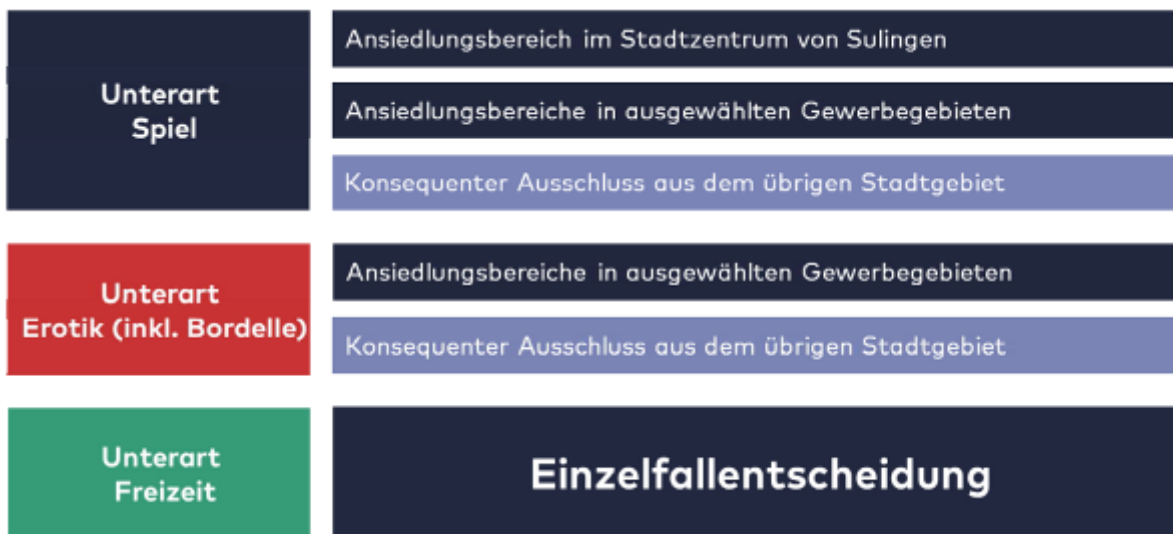 Unterart
Spiel
Ansiedlungsbereich im Stadtzentrum von Sulingen
Ansiedlungsbereiche in ausgewählten Gewerbegebieten
Konsequenter Ausschluss aus dem übrigen Stadtgebiet
Unterart
Erotik (inkl. Bordelle)
Ansiedlungsbereiche in ausgewählten Gewerbegebieten
Konsequenter Ausschluss aus dem übrigen Stadtgebiet
Unterart
Freizeit
Einzelfallentscheidung